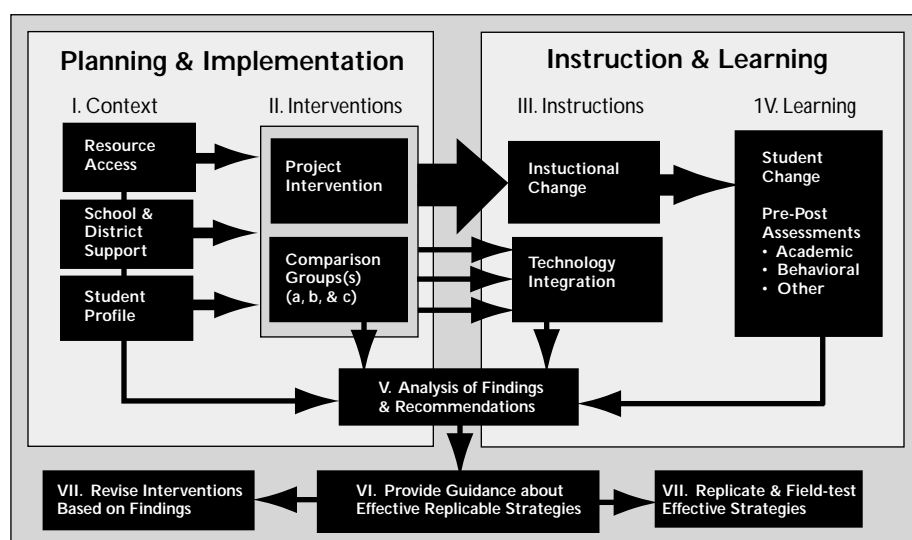 Planning & Implementation
I. Context
II. Interventions
Resource
Access
School &
District
Support
Student
Profile
Project
Intervention
Comparison
Groups(s)
(a, b, & c)
Instruction & Learning
III. Instructions
1V. Learning
Instuctional
Change
Technology
Integration
Student
Change
Pre-Post
Assessments
• Academic
• Behavioral
• Other
V. Analysis of Findings
& Recommendations
VII. Revise Interventions
Based on Findings
VI. Provide Guidance about
Effective Replicable Strategies
VII. Replicate & Field-test
Effective Strategies